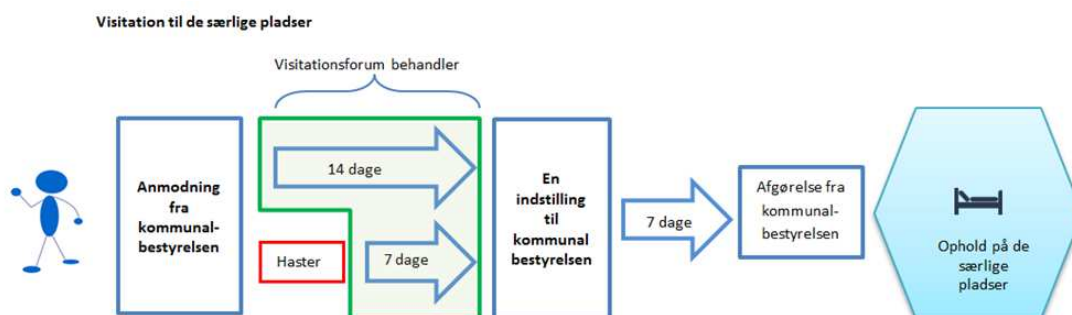 Visitation til de særlige pladser
Visitationsforum behandler
Anmodning
fra
kommunal-
bestyrelsen
14 dage
Haster
7 dage
En
indstilling
til
kommunal
bestyrelsen
7 dage
Afgørelse fra
kommunal-
bestyrelsen
Ophold på de
særlige
pladser